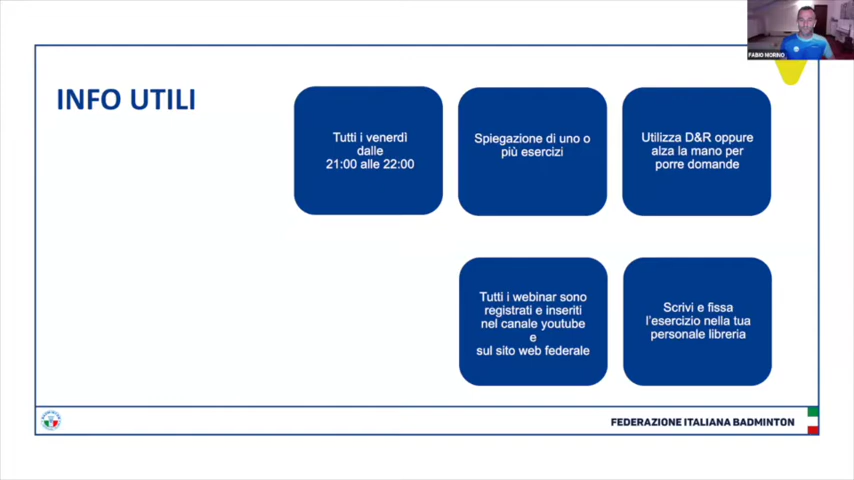 FABIO MORINO
INFO UTILI
Tutti i venerdì
dalle
21:00 alle 22:00
Spiegazione di uno o
più esercizi
Utilizza D&R oppure
alza la mano per
porre domande
Tutti i webinar sono
registrati e inseriti
nel canale youtube
e
sul sito web federale
Scrivi e fissa
l'esercizio nella tua
personale libreria
FEDERAZIONE ITALIANA BADMINTON